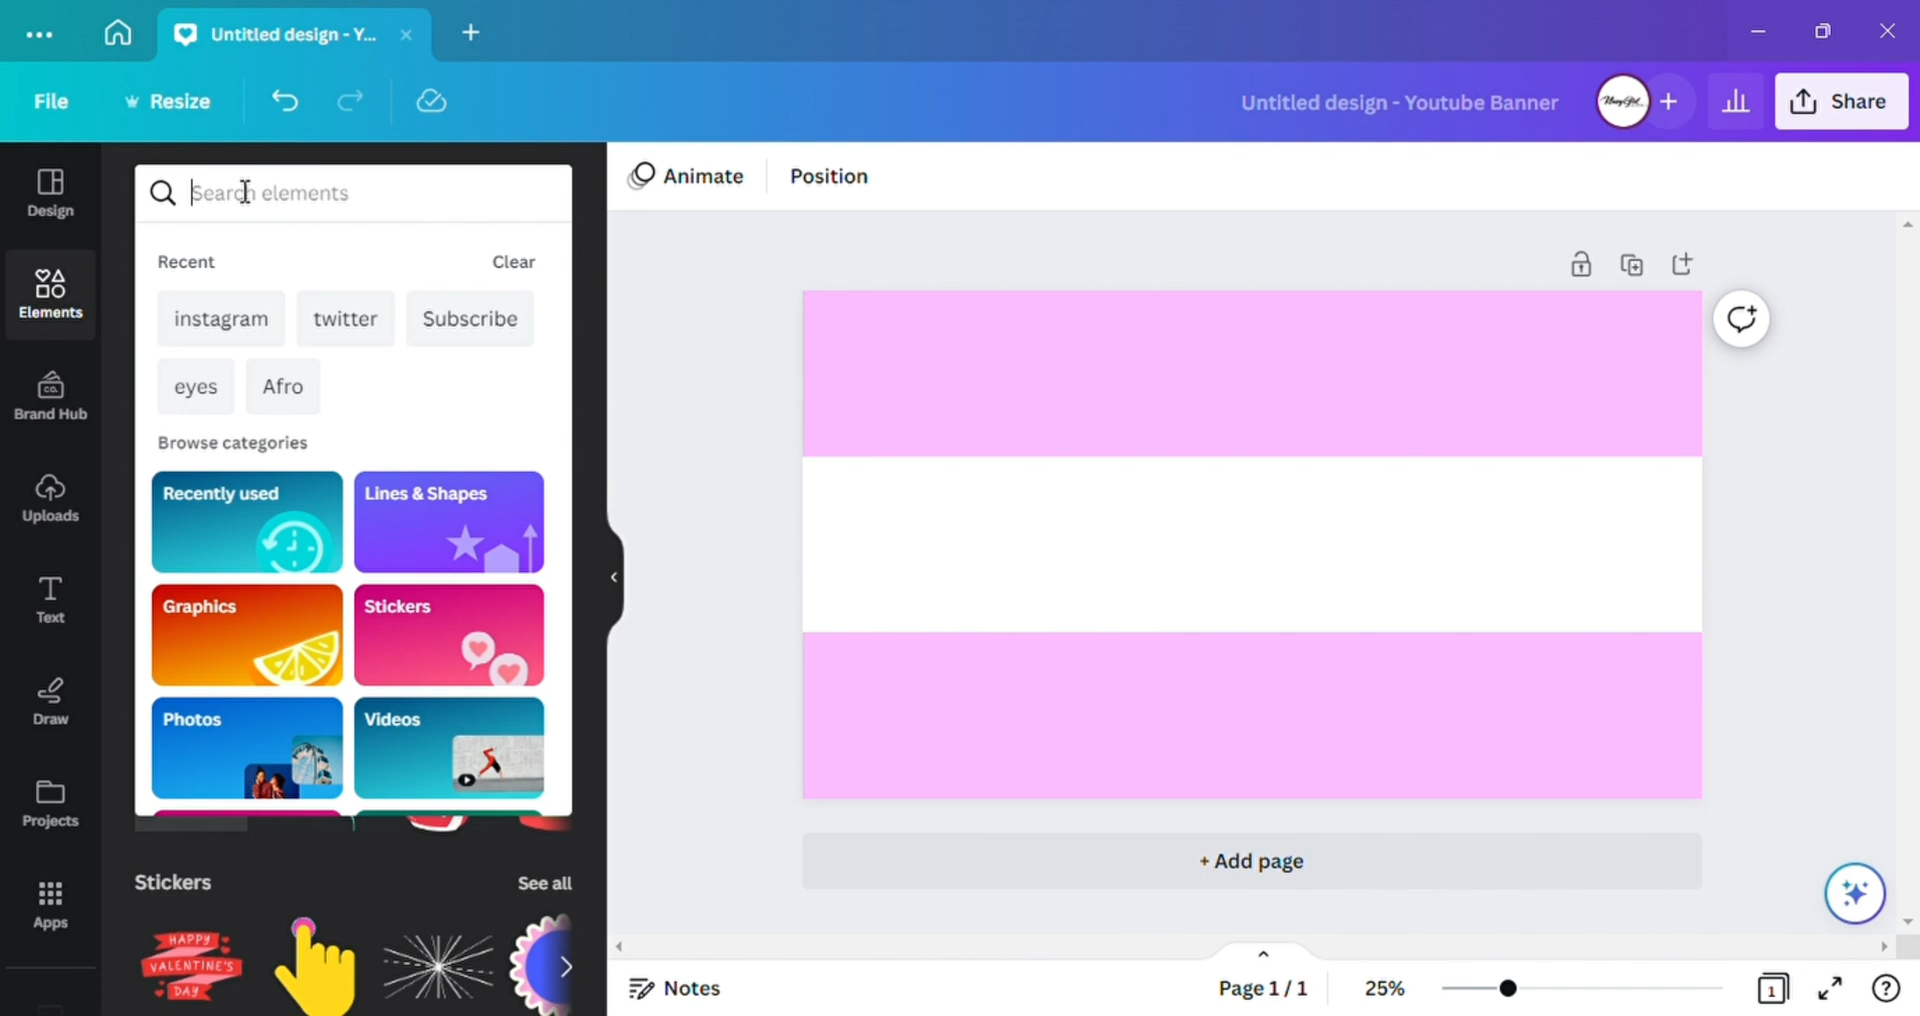 Untitled design - Y...
File
Resize
Untitled design - Youtube Banner
Share
Design
Elements
Brand Hub
CO.
Uploads
Text
Draw
Projects
Apps
Search elements
Recent
Clear
instagram
twitter
Subscribe
eyes
Afro
Browse categories
Recently used
Lines & Shapes
Graphics
Stickers
Photos
Videos
Stickers
See all
HAPPY
VALENTINE'S
DAY
Animate
Position
+ Add page
Notes
Page 1 / 1
25%
1
?